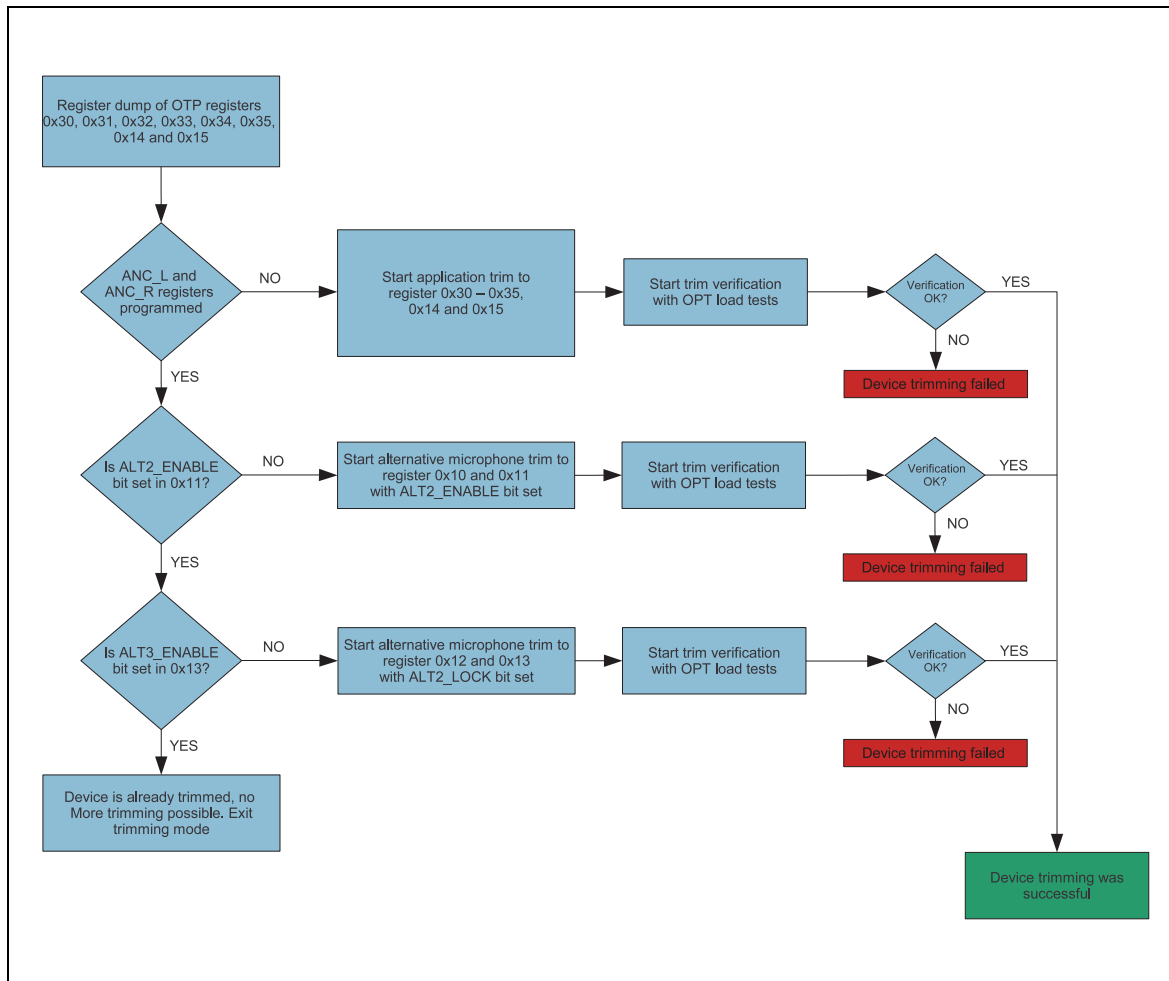 Register dump of OTP registers
0x30, 0x31, 0x32, 0x33, 0x34, 0x35,
0x14 and 0x15
ANC_L and
ANC_R registers
programmed
NO
Start application trim to
register 0x30 – 0x35,
0x14 and 0x15
Start trim verification
with OPT load tests
Verification
OK?
YES
NO
Device trimming failed
YES
Is ALT2_ENABLE
bit set in 0x11?
NO
Start alternative microphone trim to
register 0x10 and 0x11
with ALT2_ENABLE bit set
Start trim verification
with OPT load tests
Verification
OK?
YES
NO
Device trimming failed
YES
Is ALT3_ENABLE
bit set in 0x13?
NO
Start alternative microphone trim to
register 0x12 and 0x13
with ALT2_LOCK bit set
Start trim verification
with OPT load tests
Verification
OK?
YES
NO
Device trimming failed
YES
Device is already trimmed, no
More trimming possible. Exit
trimming mode
Device trimming was
successful